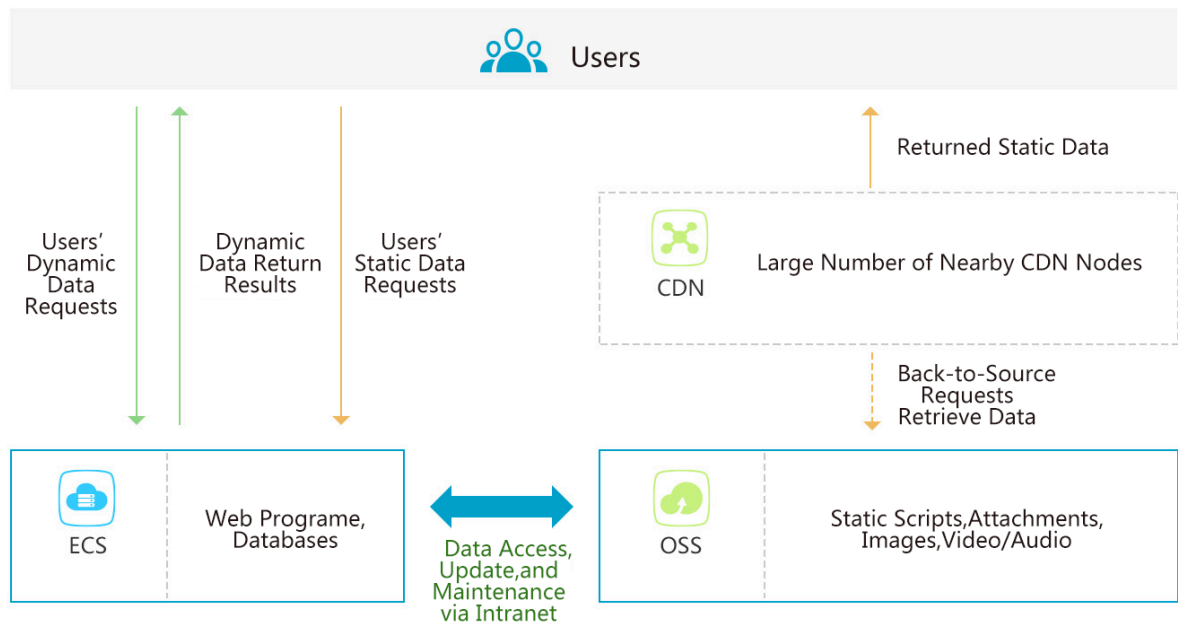 Users
Returned Static Data
Users’
Dynamic
Data
Requests
Dynamic
Data Return
Results
Users’
Static Data
Requests
CDN
Large Number of Nearby CDN Nodes
Back-to-Source
Requests
Retrieve Data
ECS
Web Programe,
Databases
Data Access,
Update,and
Maintenance
via Intranet
OSS
Static Scripts,Attachments,
Images,Video/Audio